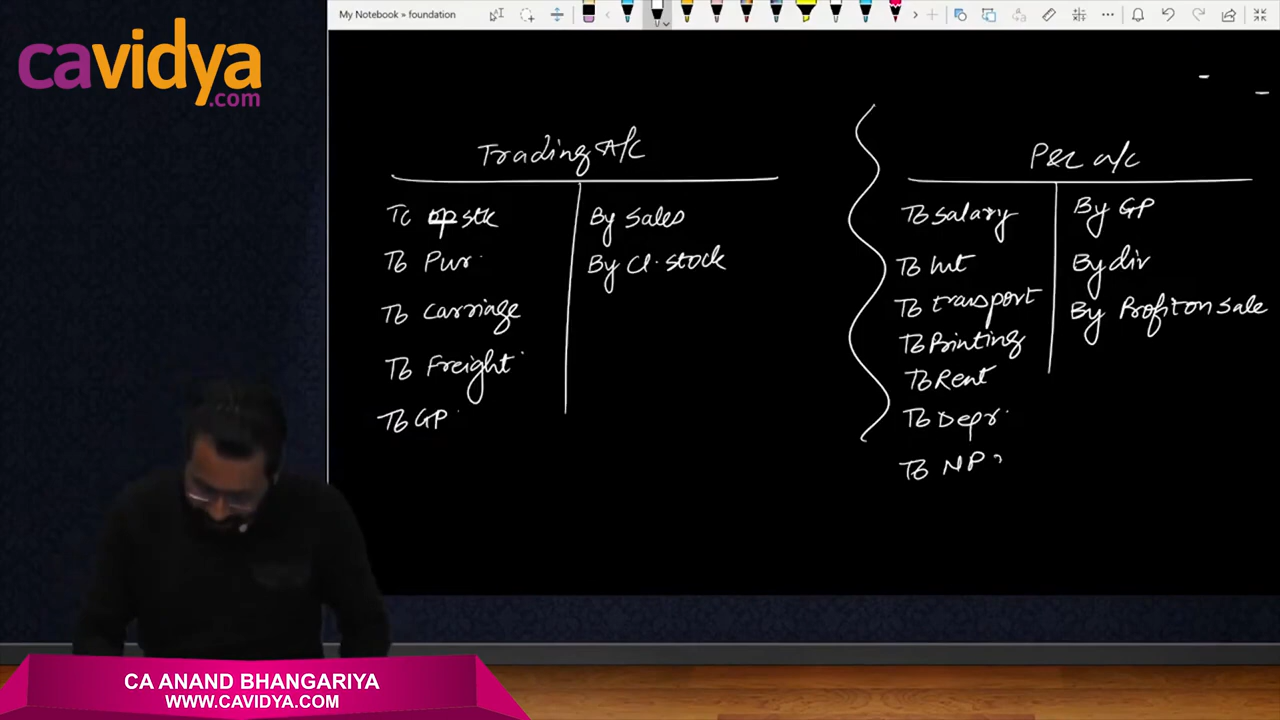 cavidya
.com
My Notebook » foundation
Trading A/c
To op stk
By Sales
To Pur.
By Cl. stock
To Carriage
To Freight
To GP
P&L a/c
To Salary
By GP
To Int
By div
To transport
By Profit on sale
To Printing
To Rent
To Depr.
To NP
CA ANAND BHANGARIYA
WWW.CAVIDYA.COM